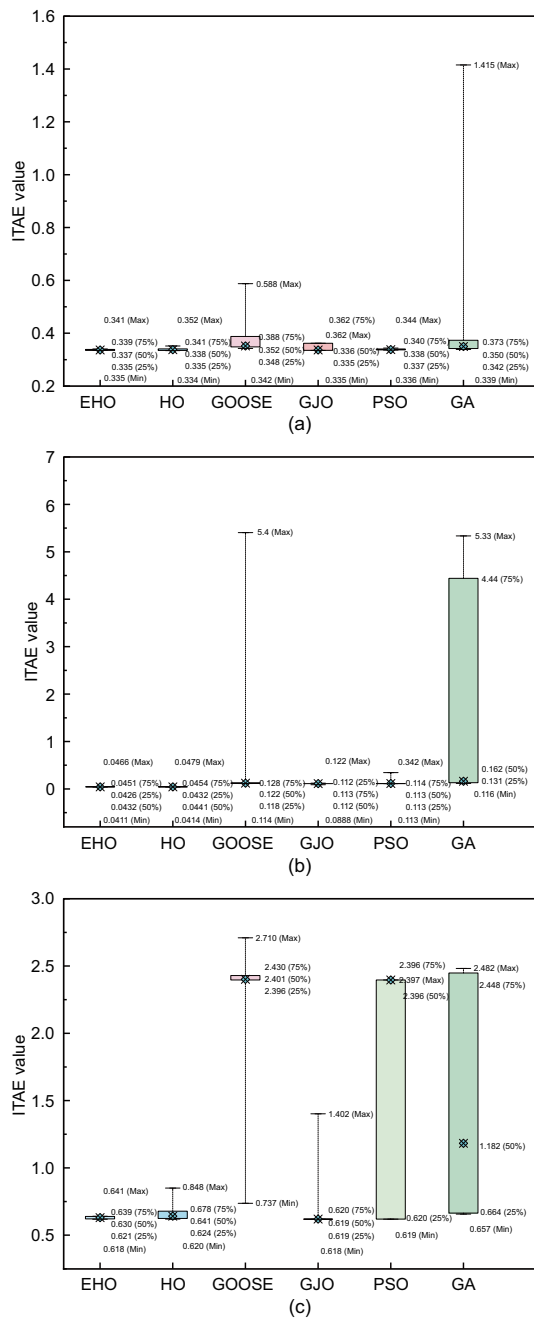 1.6
1.4
1.2
1.0
0.8
0.6
0.4
0.2
ITAE value
1.415 (Max)
0.588 (Max)
0.341 (Max)
0.352 (Max)
0.362 (75%)
0.344 (Max)
0.362 (Max)
0.339 (75%)
0.341 (75%)
0.388 (75%)
0.340 (75%)
0.373 (75%)
0.337 (50%)
0.338 (50%)
0.352 (50%)
0.336 (50%)
0.338 (50%)
0.350 (50%)
0.335 (25%)
0.335 (25%)
0.348 (25%)
0.335 (25%)
0.337 (25%)
0.342 (25%)
0.335 (Min)
0.334 (Min)
0.342 (Min)
0.335 (Min)
0.336 (Min)
0.339 (Min)
EHO HO GOOSE GJO PSO GA
(a)
7
6
5
4
3
2
1
0
ITAE value
5.4 (Max)
5.33 (Max)
4.44 (75%)
0.0466 (Max)
0.0479 (Max)
0.122 (Max)
0.342 (Max)
0.162 (50%)
0.131 (25%)
0.116 (Min)
0.0451 (75%)
0.0454 (75%)
0.128 (75%)
0.112 (25%)
0.114 (75%)
0.0426 (25%)
0.0432 (25%)
0.122 (50%)
0.113 (75%)
0.113 (50%)
0.0432 (50%)
0.0441 (50%)
0.118 (25%)
0.112 (50%)
0.113 (25%)
0.0411 (Min)
0.0414 (Min)
0.114 (Min)
0.0888 (Min)
0.113 (Min)
EHO HO GOOSE GJO PSO GA
(b)
3.0
2.5
2.0
1.5
1.0
0.5
ITAE value
2.710 (Max)
2.430 (75%)
2.401 (50%)
2.396 (25%)
2.396 (75%)
2.397 (Max)
2.396 (50%)
2.482 (Max)
2.448 (75%)
1.402 (Max)
1.182 (50%)
0.641 (Max)
0.848 (Max)
0.737 (Min)
0.639 (75%)
0.678 (75%)
0.620 (75%)
0.620 (25%)
0.664 (25%)
0.630 (50%)
0.641 (50%)
0.619 (50%)
0.619 (Min)
0.657 (Min)
0.621 (25%)
0.624 (25%)
0.619 (25%)
0.618 (Min)
0.620 (Min)
0.618 (Min)
EHO HO GOOSE GJO PSO GA
(c)